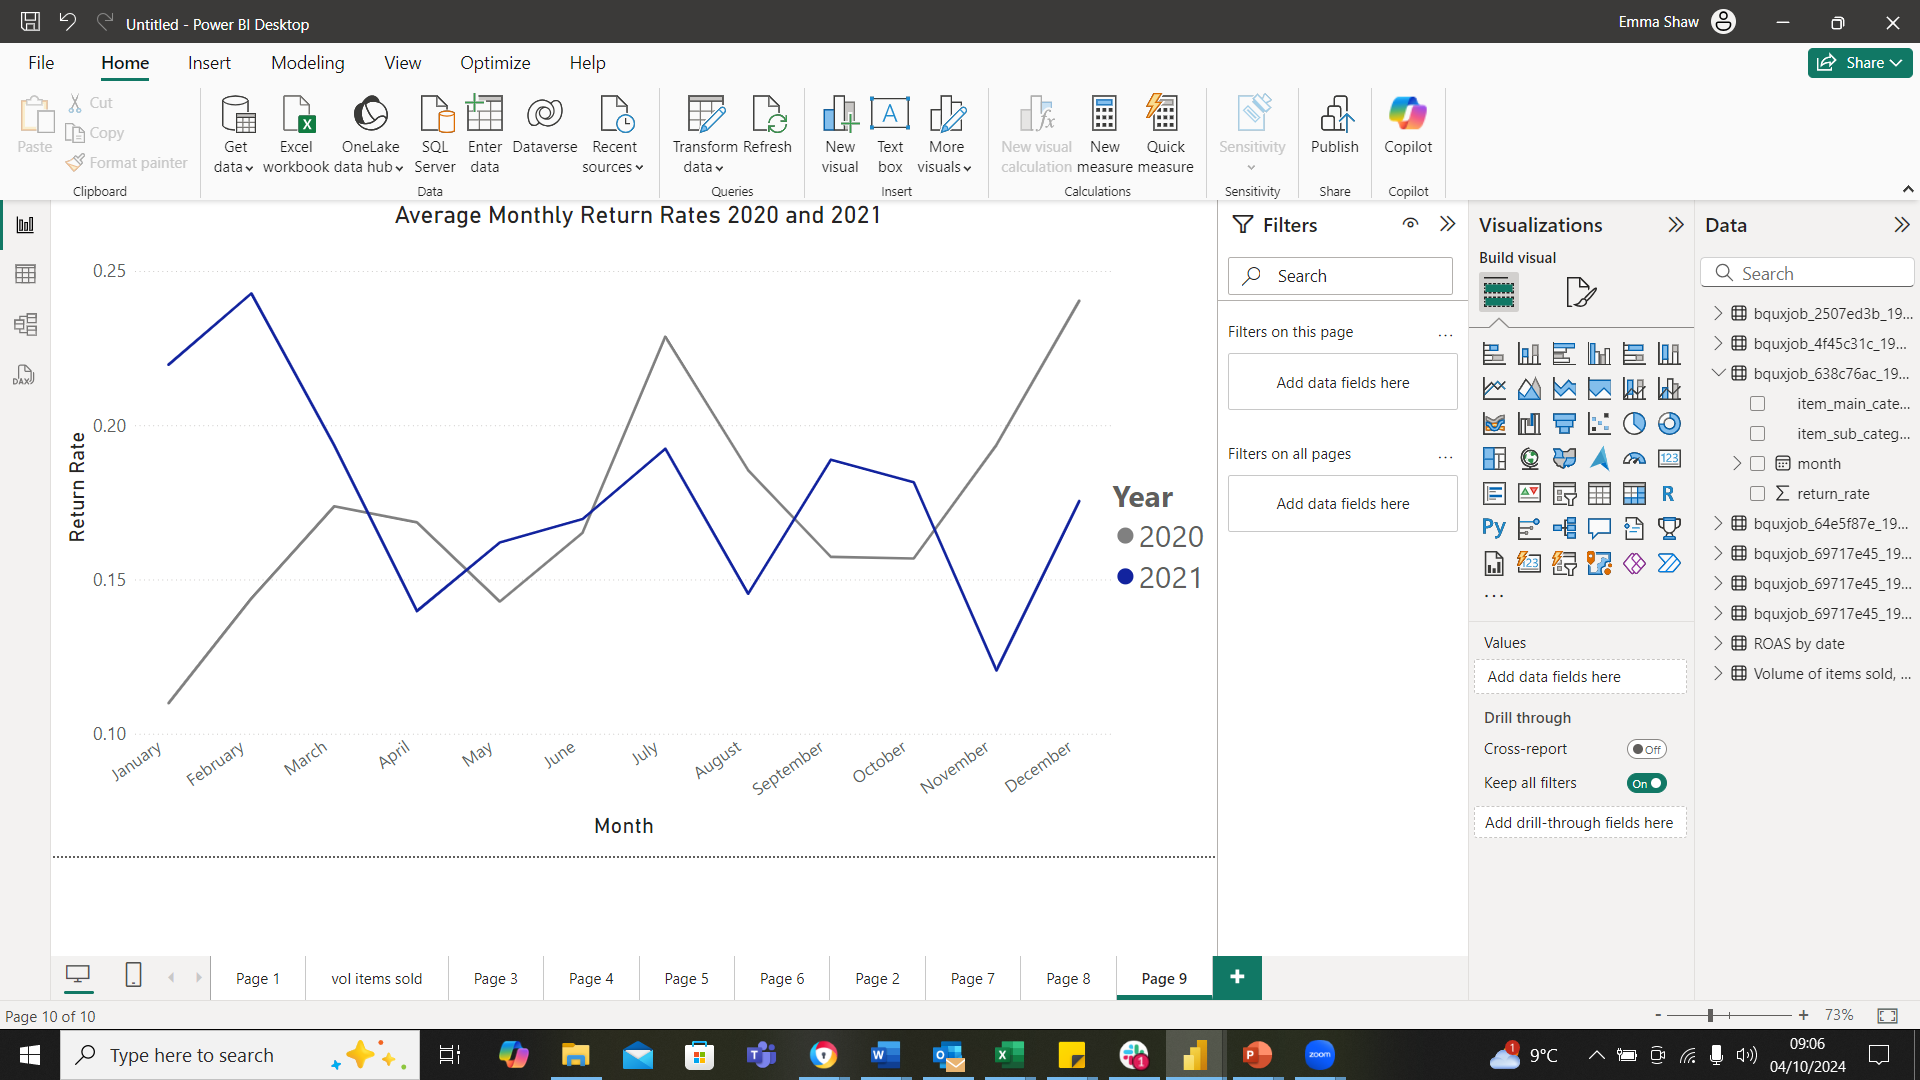 Untitled - Power BI Desktop
Emma Shaw
File Home Insert Modeling View Optimize Help
Share
Paste
Cut
Copy
Format painter
Clipboard
Get data
Excel workbook
OneLake data hub
SQL Server
Enter data
Dataverse
Recent sources
Data
Transform data
Refresh
Queries
New visual
Text box
More visuals
Insert
New visual calculation
New measure
Quick measure
Calculations
Sensitivity
Sensitivity
Publish
Share
Copilot
Copilot
Average Monthly Return Rates 2020 and 2021
0.25
0.20
0.15
0.10
Return Rate
January February March April May June July August September October November December
Month
Year
2020
2021
Filters
Search
Filters on this page
...
Add data fields here
Filters on all pages
...
Add data fields here
Visualizations
Build visual
123
R
Py
123
...
Values
Add data fields here
Drill through
Cross-report
Off
Keep all filters
On
Add drill-through fields here
Data
Search
bquxjob_2507ed3b_19...
bquxjob_4f45c31c_19...
bquxjob_638c76ac_19...
item_main_cate...
item_sub_categ...
month
return_rate
bquxjob_64e5f87e_19...
bquxjob_69717e45_19...
bquxjob_69717e45_19...
bquxjob_69717e45_19...
ROAS by date
Volume of items sold, ...
DAX
Page 1 vol items sold Page 3 Page 4 Page 5 Page 6 Page 2 Page 7 Page 8 Page 9 +
Page 10 of 10
- + 73%
Type here to search
zoom
1
1
9°C
09:06
04/10/2024